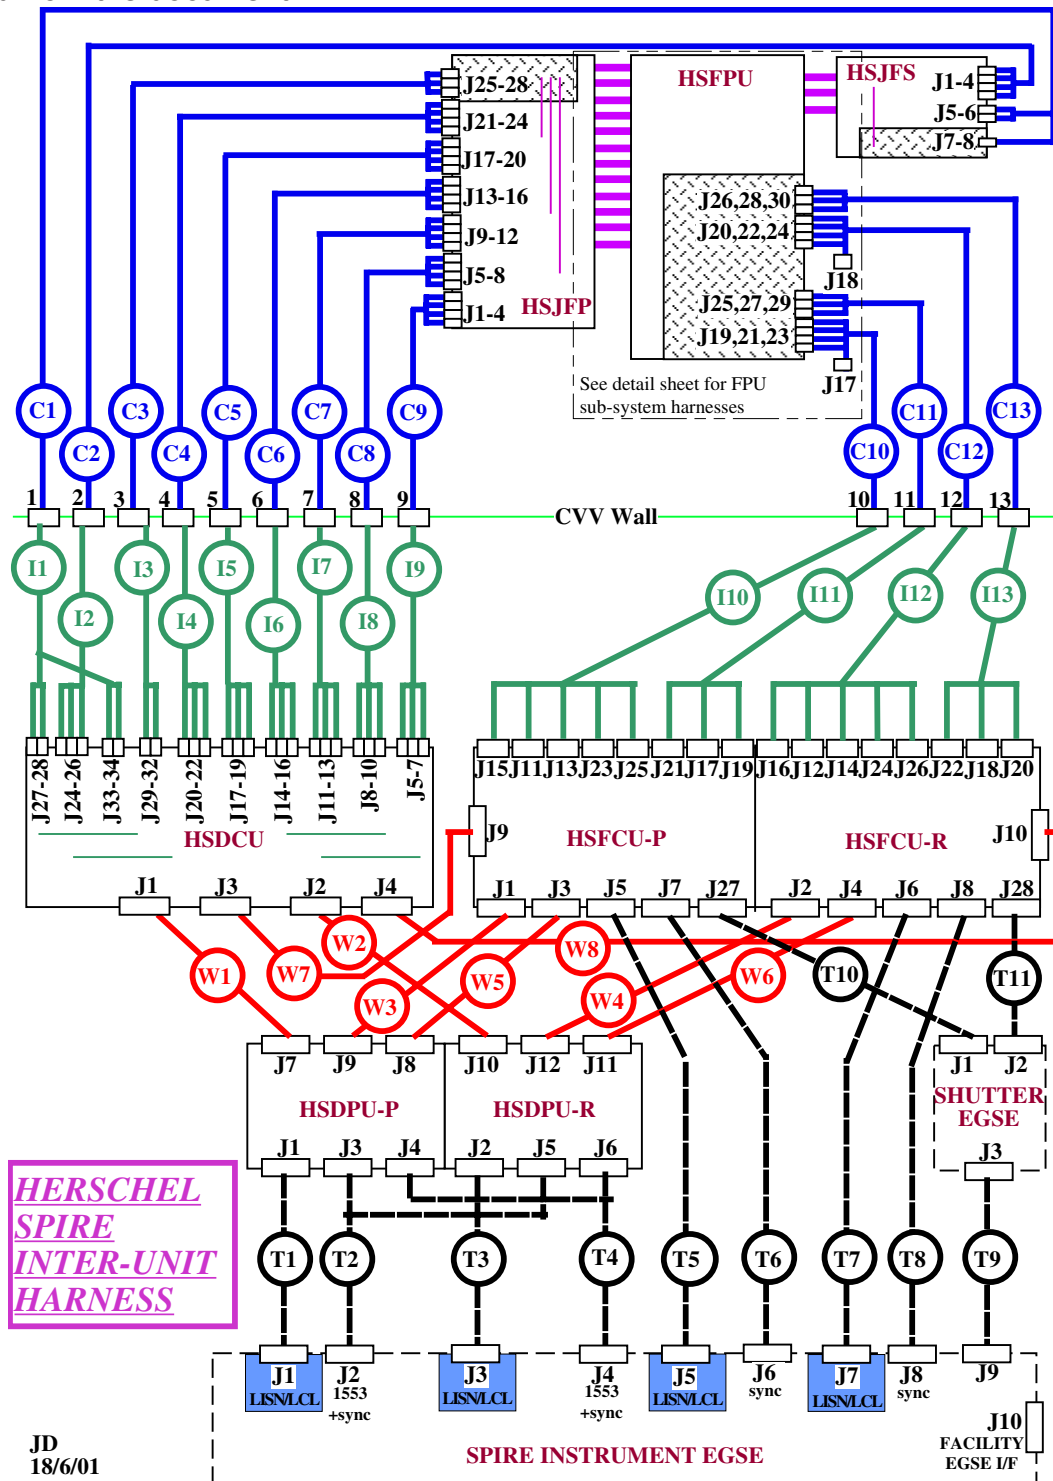 HSJFP
J25-28
J21-24
J17-20
J13-16
J9-12
J5-8
J1-4
HSFPU
J26,28,30
J20,22,24
J18
J25,27,29
J19,21,23
J17
HSJFS
J1-4
J5-6
J7-8
See detail sheet for FPU
sub-system harnesses
C1
C2
C3
C4
C5
C6
C7
C8
C9
C10
C11
C12
C13
1
2
3
4
5
6
7
8
9
10
11
12
13
CVV Wall
I1
I2
I3
I4
I5
I6
I7
I8
I9
I10
I11
I12
I13
J27-28
J24-26
J33-34
J29-32
J20-22
J17-19
J14-16
J11-13
J8-10
J5-7
HSDCU
J1
J3
J2
J4
J15
J11
J13
J23
J25
J21
J17
J19
J16
J12
J14
J24
J26
J22
J18
J20
J9
HSFCU-P
HSFCU-R
J10
J1
J3
J5
J7
J27
J2
J4
J6
J8
J28
W1
W7
W2
W3
W5
W8
W4
W6
T10
T11
J7
J9
J8
J10
J12
J11
HSDPU-P
HSDPU-R
J1
J3
J4
J2
J5
J6
J1
J2
SHUTTER
EGSE
J3
HERSCHEL
SPIRE
INTER-UNIT
HARNESS
T1
T2
T3
T4
T5
T6
T7
T8
T9
J1
LISN/LCL
J2
1553
+sync
J3
LISN/LCL
J4
1553
+sync
J5
LISN/LCL
J6
sync
J7
LISN/LCL
J8
sync
J9
J10
FACILITY
EGSE I/F
SPIRE INSTRUMENT EGSE
JD
18/6/01